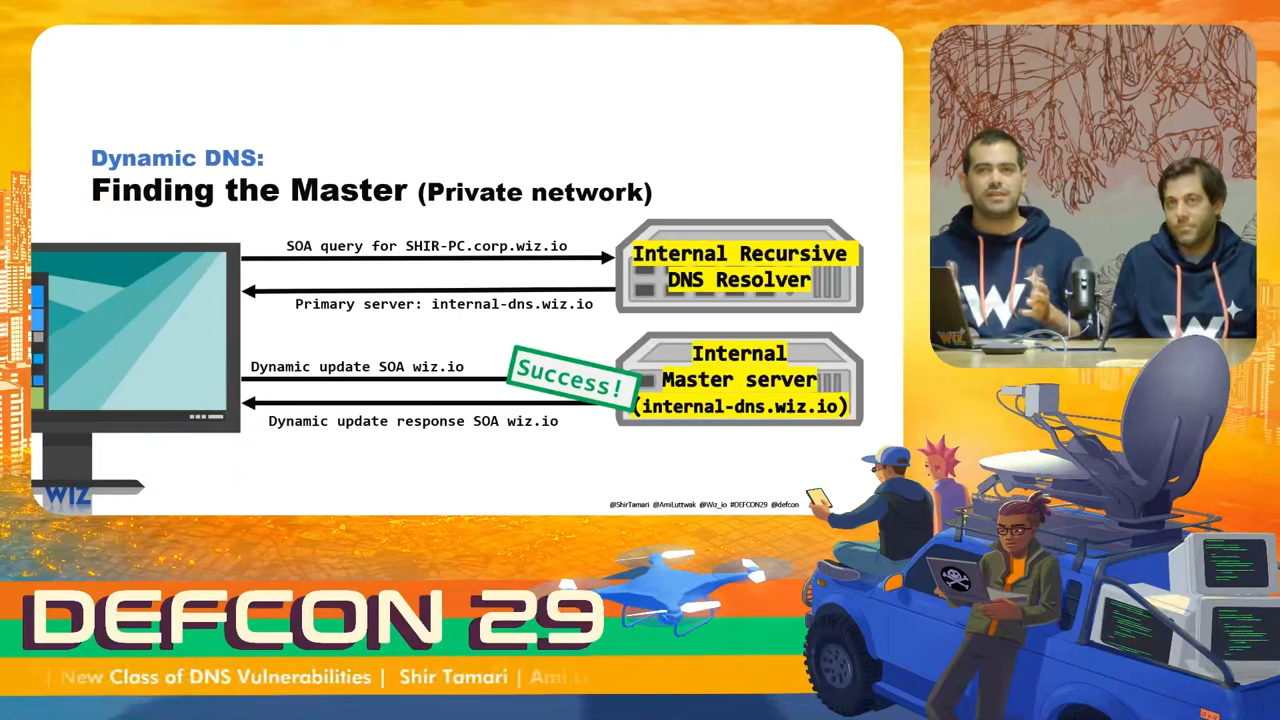 Dynamic DNS:
Finding the Master (Private network)
SOA query for SHIR-PC.corp.wiz.io
Primary server: internal-dns.wiz.io
Internal Recursive
DNS Resolver
Dynamic update SOA wiz.io
Success!
Dynamic update response SOA wiz.io
Internal
Master server
(internal-dns.wiz.io)
WIZ
@ShirTamari @AmiLuttwak @Wiz_io #DEFCON29 @defcon
WIZ
W
W
DEFCON 29
| New Class of DNS Vulnerabilities | Shir Tamari | Ami Lu